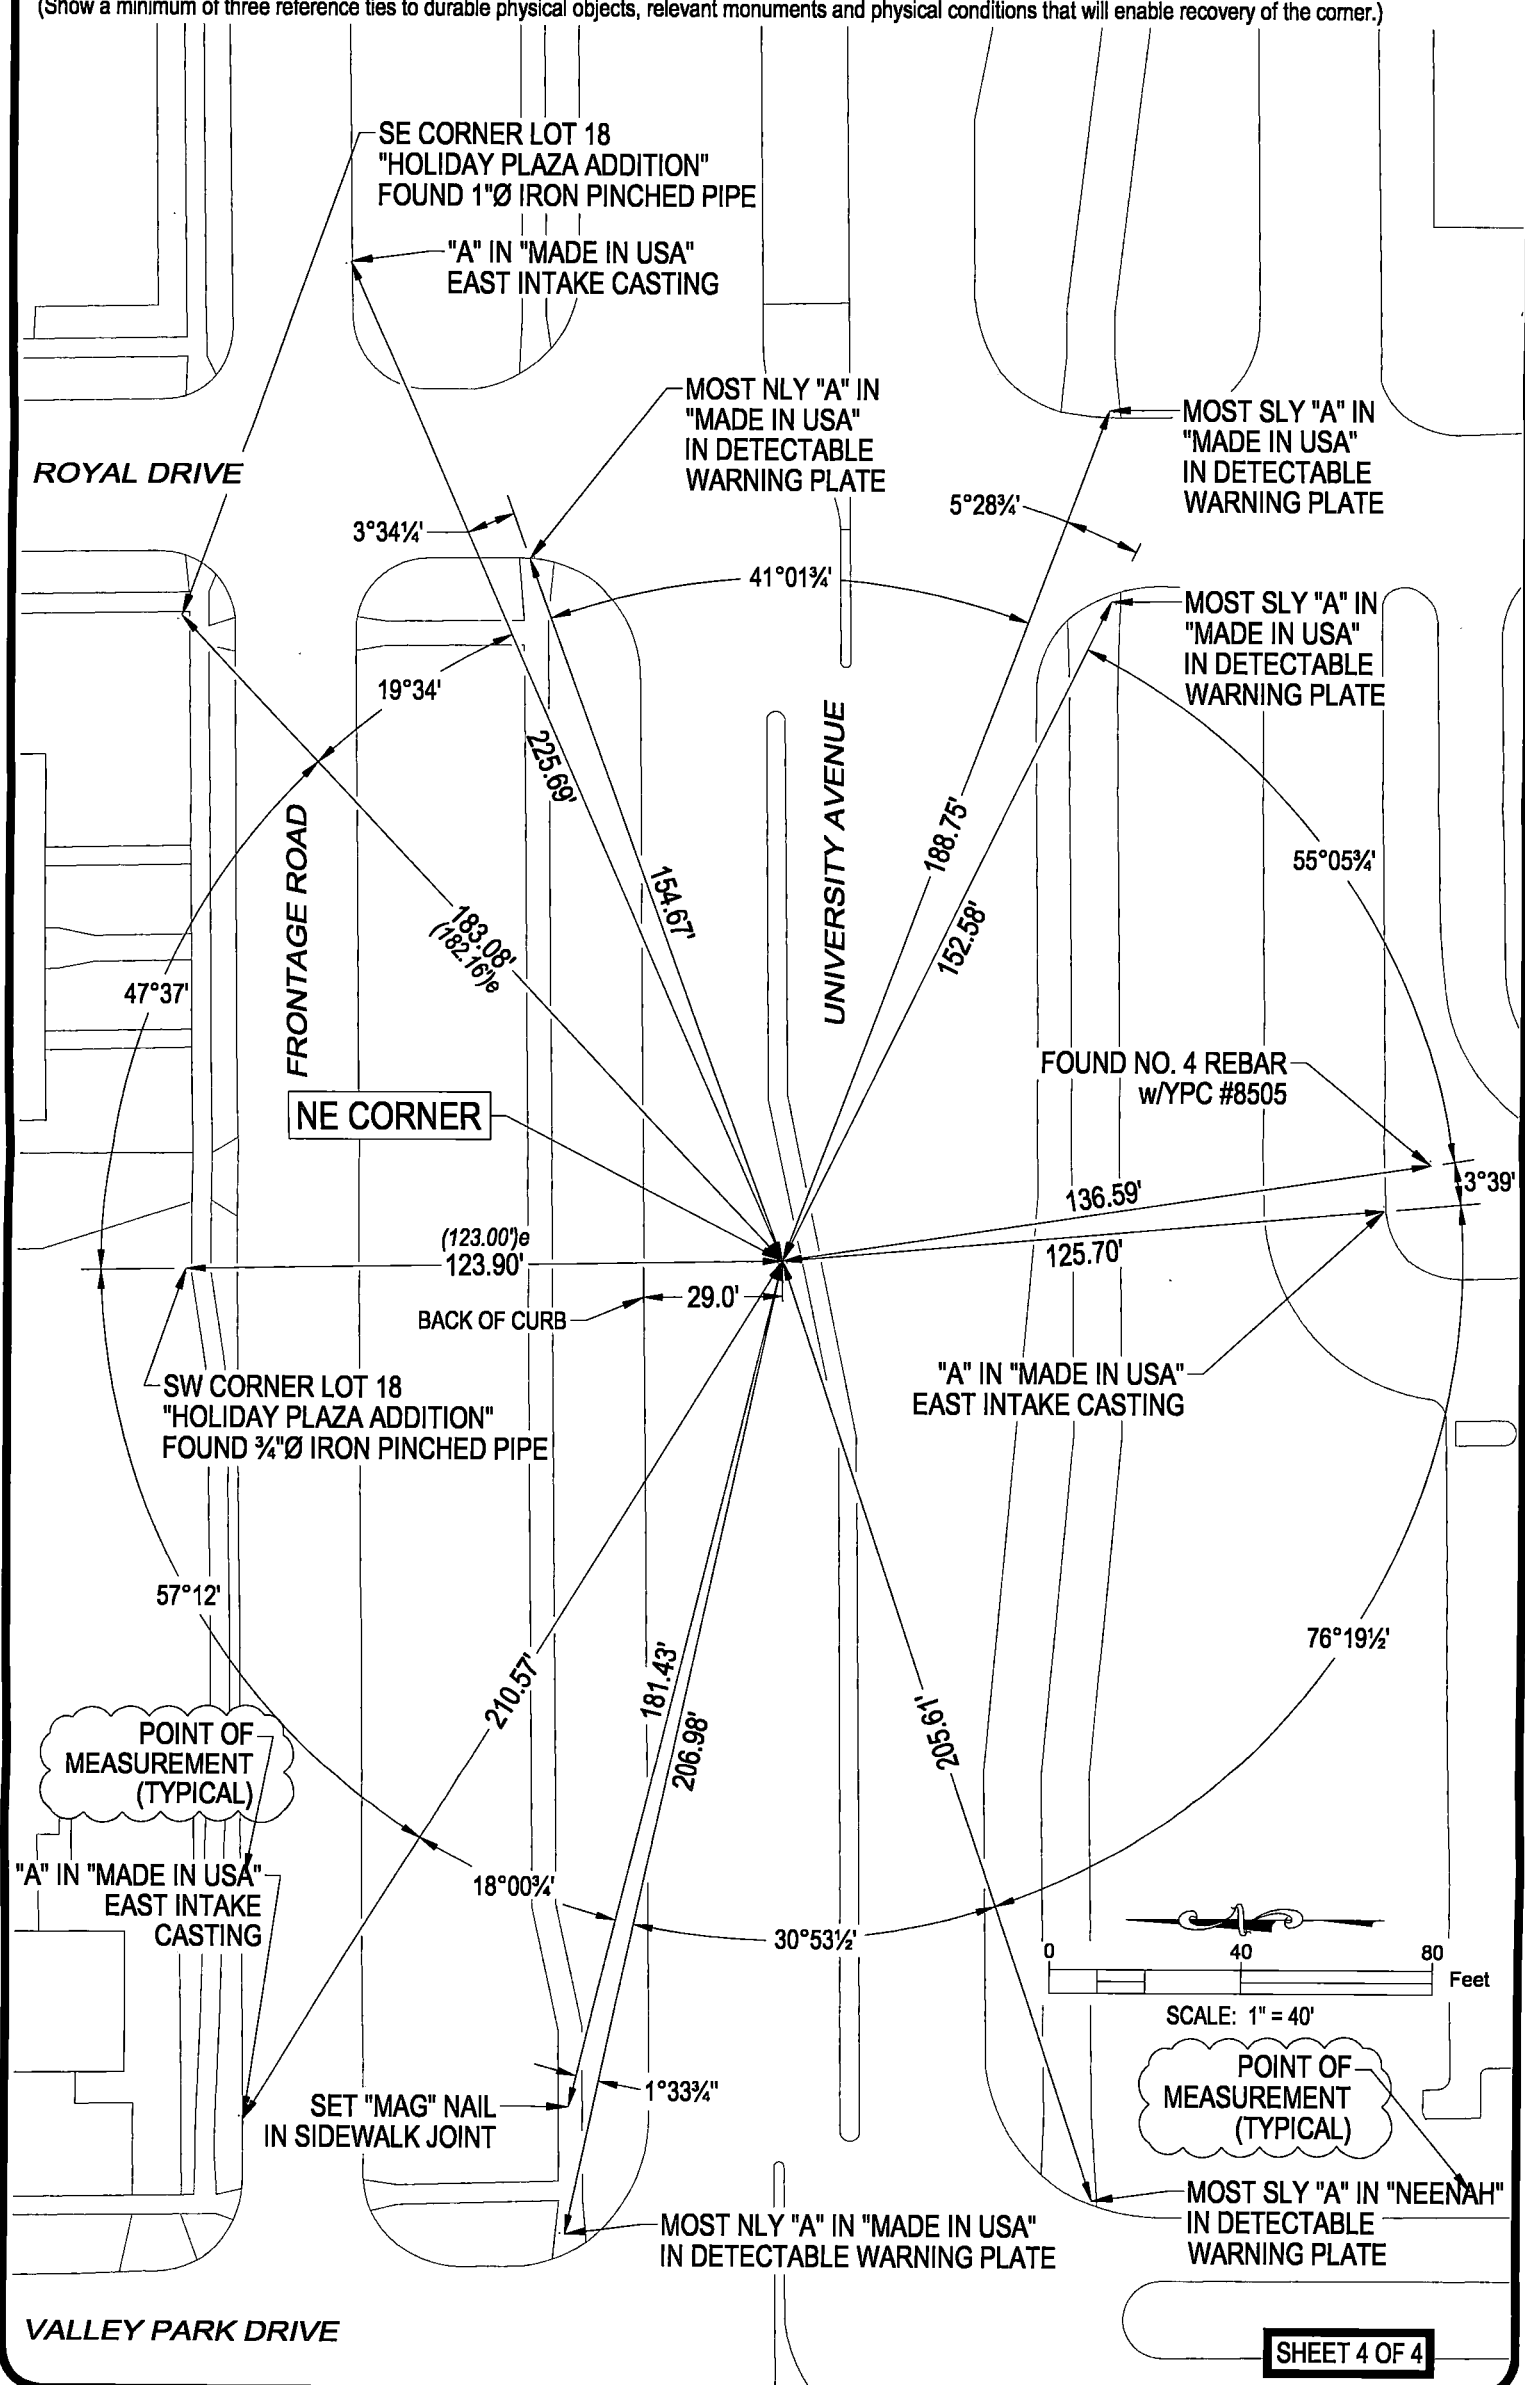 (Show a minimum of three reference ties to durable physical objects, relevant monuments and physical conditions that will enable recovery of the corner.)
SE CORNER LOT 18
"HOLIDAY PLAZA ADDITION"
FOUND 1"Ø IRON PINCHED PIPE
"A" IN "MADE IN USA"
EAST INTAKE CASTING
MOST NLY "A" IN
"MADE IN USA"
IN DETECTABLE
WARNING PLATE
MOST SLY "A" IN
"MADE IN USA"
IN DETECTABLE
WARNING PLATE
ROYAL DRIVE
3°34¼'
5°28¾'
41°01¾'
MOST SLY "A" IN
"MADE IN USA"
IN DETECTABLE
WARNING PLATE
19°34'
225.69'
154.67'
188.75'
152.58'
UNIVERSITY AVENUE
55°05¾'
FRONTAGE ROAD
183.08'
(182.16')e
47°37'
FOUND NO. 4 REBAR
w/YPC #8505
NE CORNER
136.59'
3°39'
(123.00')e
123.90'
125.70'
29.0'
BACK OF CURB
SW CORNER LOT 18
"HOLIDAY PLAZA ADDITION"
FOUND ¾"Ø IRON PINCHED PIPE
"A" IN "MADE IN USA"
EAST INTAKE CASTING
57°12'
76°19½'
210.57'
181.43'
206.98'
205.61'
POINT OF
MEASUREMENT
(TYPICAL)
"A" IN "MADE IN USA"
EAST INTAKE
CASTING
18°00¾'
30°53½'
0 40 80
Feet
SCALE: 1" = 40'
POINT OF
MEASUREMENT
(TYPICAL)
SET "MAG" NAIL
IN SIDEWALK JOINT
1°33¾"
MOST NLY "A" IN "MADE IN USA"
IN DETECTABLE WARNING PLATE
MOST SLY "A" IN "NEENAH"
IN DETECTABLE
WARNING PLATE
VALLEY PARK DRIVE
SHEET 4 OF 4